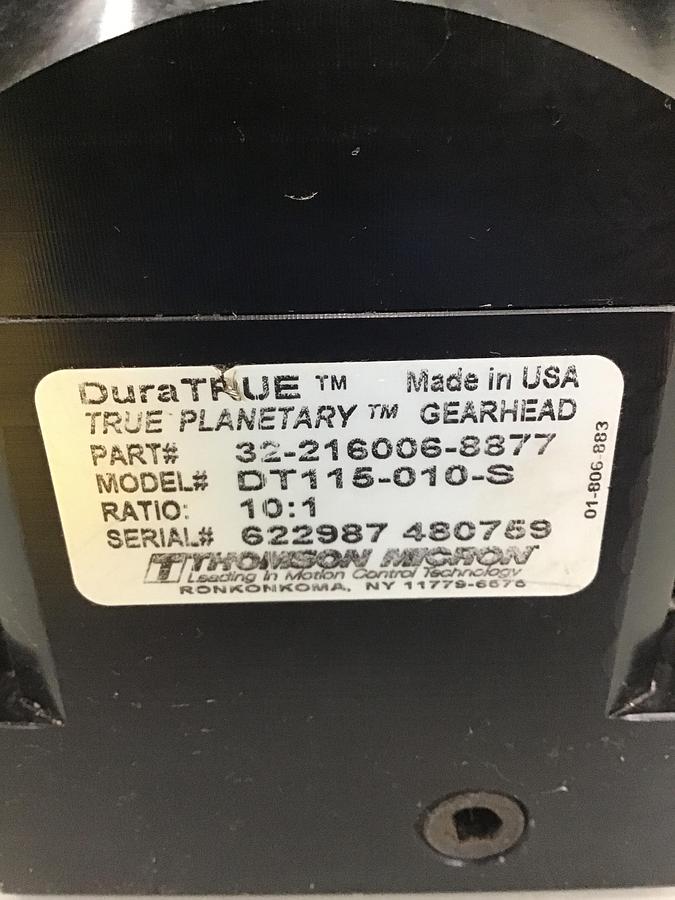 DuraTRUE ™ Made in USA
TRUE PLANETARY ™ GEARHEAD
PART# 32-216006-8877
MODEL# DT115-010-S
RATIO: 10:1
SERIAL# 622987 480759
THOMSON MICRON
Leading in Motion Control Technology
RONKONKOMA, NY 11779-6576
01-806-883